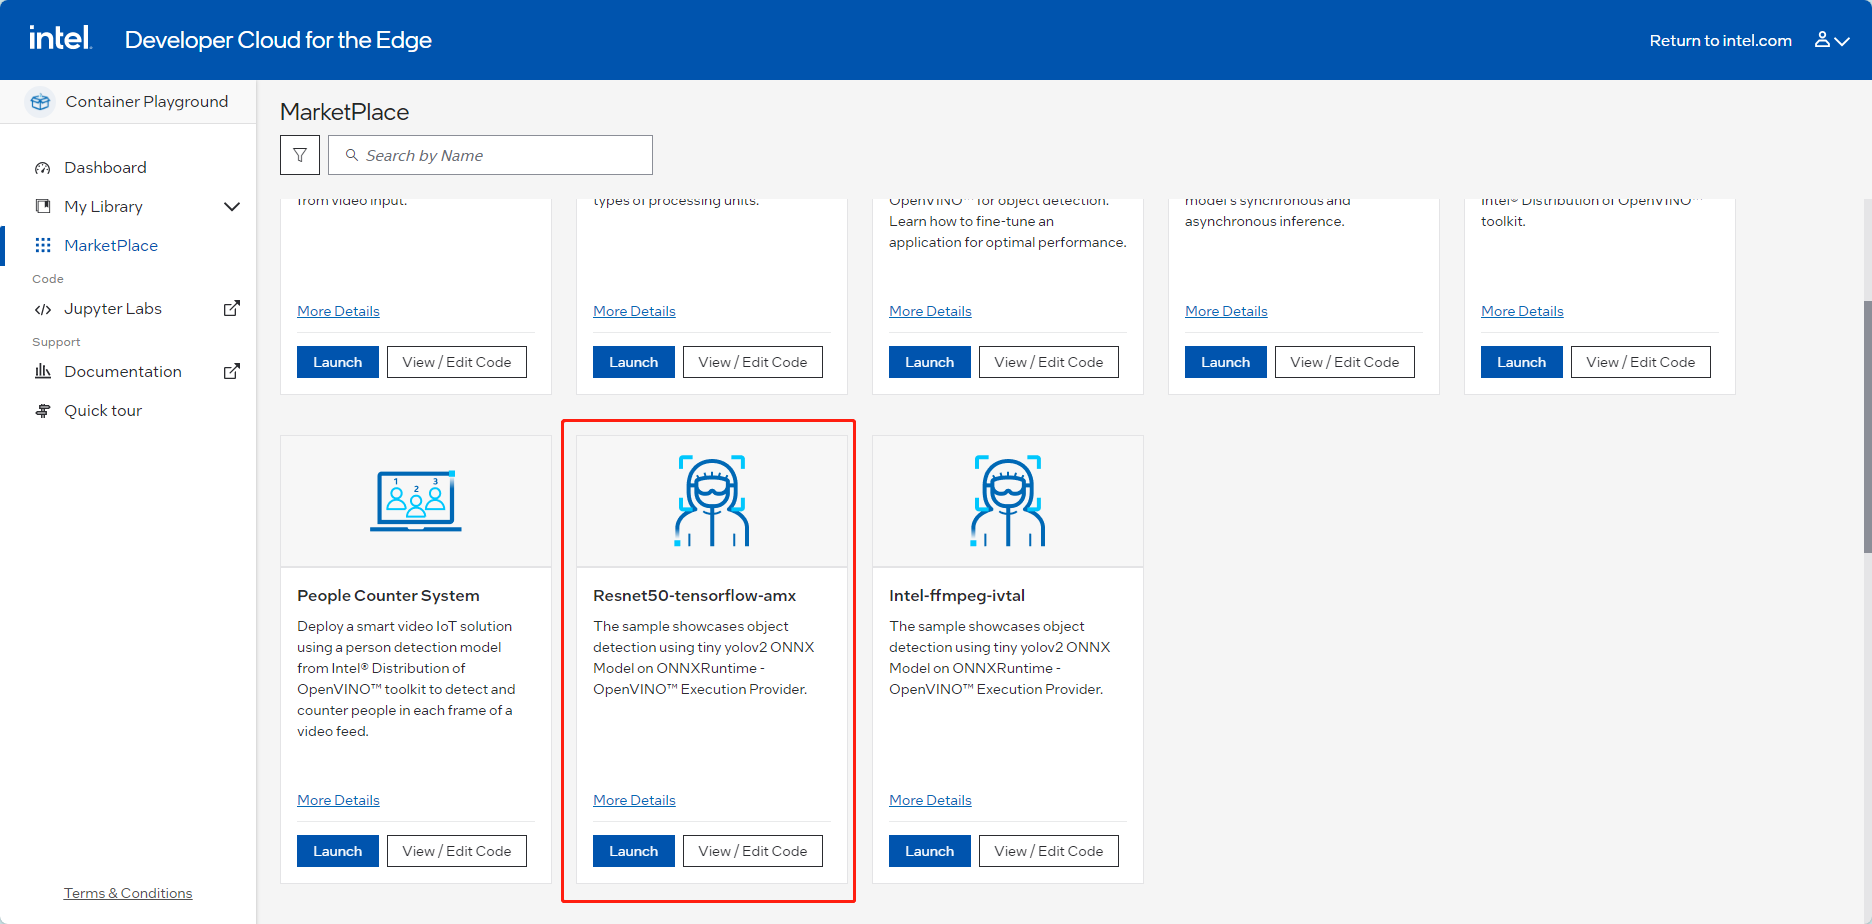 intel. Developer Cloud for the Edge
Return to intel.com
Container Playground
Dashboard
My Library
MarketPlace
Code
Jupyter Labs
Support
Documentation
Quick tour
Terms & Conditions
MarketPlace
Search by Name
from video input.
More Details
Launch View / Edit Code
types of processing units.
More Details
Launch View / Edit Code
OpenVINO™ for object detection.
Learn how to fine-tune an
application for optimal performance.
More Details
Launch View / Edit Code
model's synchronous and
asynchronous inference.
More Details
Launch View / Edit Code
Intel® Distribution of OpenVINO™
toolkit.
More Details
Launch View / Edit Code
1 2 3
People Counter System
Deploy a smart video IoT solution
using a person detection model
from Intel® Distribution of
OpenVINO™ toolkit to detect and
counter people in each frame of a
video feed.
More Details
Launch View / Edit Code
Resnet50-tensorflow-amx
The sample showcases object
detection using tiny yolov2 ONNX
Model on ONNXRuntime -
OpenVINO™ Execution Provider.
More Details
Launch View / Edit Code
Intel-ffmpeg-ivtal
The sample showcases object
detection using tiny yolov2 ONNX
Model on ONNXRuntime -
OpenVINO™ Execution Provider.
More Details
Launch View / Edit Code